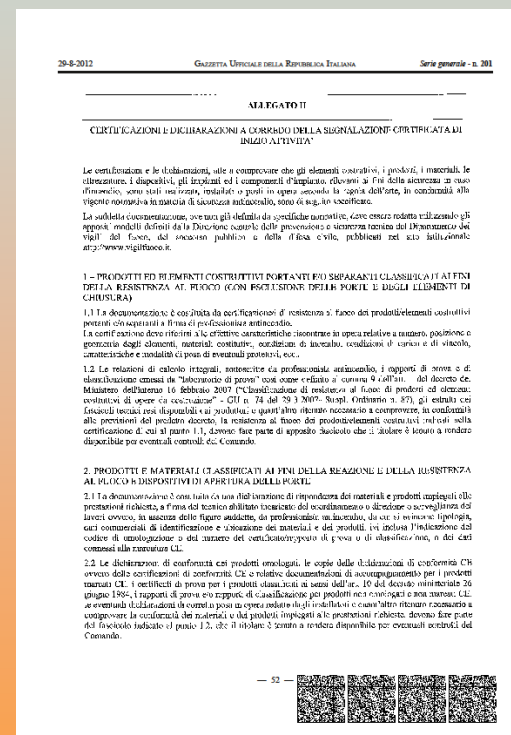 29-8-2012 GAZZETTA UFFICIALE DELLA REPUBBLICA ITALIANA Serie generale - n. 201
ALLEGATO II
CERTIFICAZIONI E DICHIARAZIONI A CORREDO DELLA SEGNALAZIONE CERTIFICATA DI
INIZIO ATTIVITA'
Le certificazioni e le dichiarazioni, atte a comprovare che gli elementi costruttivi, i prodotti, i materiali, le
attrezzature, i dispositivi, gli impianti ed i componenti d'impianto, rilevanti ai fini della sicurezza in caso
d'incendio, sono stati realizzati, installati o posti in opera secondo la regola dell'arte, in conformità alla
vigente normativa in materia di sicurezza antincendio, sono di seguito specificate.
La suddetta documentazione, ove non già definita da specifiche normative, deve essere redatta utilizzando gli
appositi modelli definiti dalla Direzione centrale della prevenzione e sicurezza tecnica del Dipartimento dei
vigili del fuoco, del soccorso pubblico e della difesa civile, pubblicati nel sito istituzionale
http://www.vigilfuoco.it.
1 – PRODOTTI ED ELEMENTI COSTRUTTIVI PORTANTI E/O SEPARANTI CLASSIFICATI AI FINI
DELLA RESISTENZA AL FUOCO (CON ESCLUSIONE DELLE PORTE E DEGLI ELEMENTI DI
CHIUSURA)
1.1 La documentazione è costituita da certificazione di resistenza al fuoco dei prodotti/elementi costruttivi
portanti e/o separanti a firma di professionista antincendio.
La certificazione deve riferirsi alle effettive caratteristiche riscontrate in opera relative a numero, posizione e
geometria degli elementi, materiali costitutivi, condizioni di incendio, condizioni di carico e di vincolo,
caratteristiche e modalità di posa di eventuali protettivi, ecc..
1.2 Le relazioni di calcolo integrali, sottoscritte da professionista antincendio, i rapporti di prova e di
classificazione emessi da "laboratorio di prova" così come definito al comma 9 dell'art. del decreto del
Ministero dell'interno 16 febbraio 2007 ("Classificazione di resistenza al fuoco di prodotti ed elementi
costruttivi di opere da costruzione" - GU n. 74 del 29-3-2007- Suppl. Ordinario n. 87), gli estratti dei
fascicoli tecnici resi disponibili dai produttori e quant'altro ritenuto necessario a comprovare, in conformità
alle previsioni del predetto decreto, la resistenza al fuoco dei prodotti/elementi costruttivi indicati nella
certificazione di cui al punto 1.1, devono fare parte di apposito fascicolo che il titolare è tenuto a rendere
disponibile per eventuali controlli del Comando.
2. PRODOTTI E MATERIALI CLASSIFICATI AI FINI DELLA REAZIONE E DELLA RESISTENZA
AL FUOCO E DISPOSITIVI DI APERTURA DELLE PORTE
2.1 La documentazione è costituita da una dichiarazione di rispondenza dei materiali e prodotti impiegati alle
prestazioni richieste, a firma del tecnico abilitato incaricato del coordinamento o direzione o sorveglianza dei
lavori ovvero, in assenza delle figure suddette, da professionista antincendio, da cui si evincano tipologia,
dati commerciali di identificazione e ubicazione dei materiali e dei prodotti, ivi inclusa l'indicazione del
codice di omologazione o del numero del certificato/rapporto di prova o di classificazione, o dei dati
connessi alla marcatura CE.
2.2 Le dichiarazioni di conformità dei prodotti omologati, le copie delle dichiarazioni di conformità CE
ovvero delle certificazioni di conformità CE e relative documentazioni di accompagnamento per i prodotti
marcati CE, i certificati di prova per i prodotti classificati ai sensi dell'art. 10 del decreto ministeriale 26
giugno 1984, i rapporti di prova e/o rapporti di classificazione per prodotti non omologati e non marcati CE,
le eventuali dichiarazioni di corretta posa in opera redatte dagli installatori e quant'altro ritenuto necessario a
comprovare la conformità dei materiali e dei prodotti impiegati alle prestazioni richieste, devono fare parte
del fascicolo indicato al punto 1.2, che il titolare è tenuto a rendere disponibile per eventuali controlli del
Comando.
— 52 —